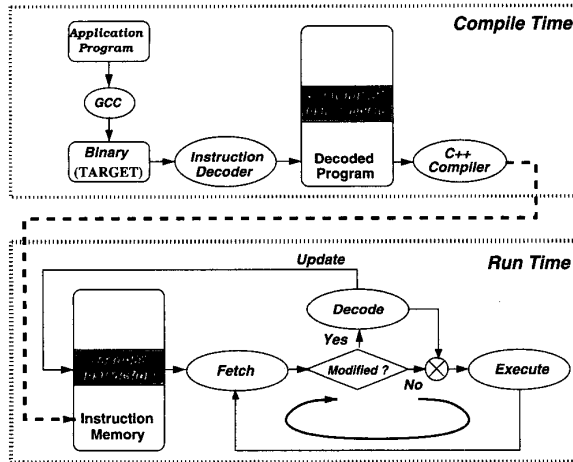 Compile Time
Application
Program
GCC
Binary
(TARGET)
Instruction
Decoder
Decoded
Program
C++
Compiler
Run Time
Update
Decode
Yes
Fetch
Modified ?
No
Execute
Instruction
Memory